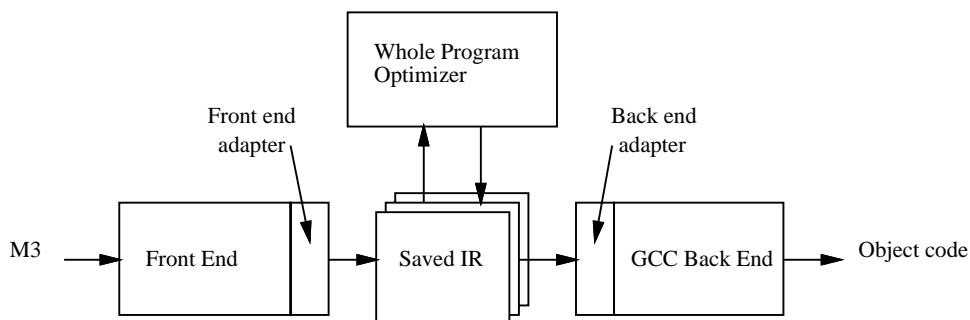 Whole Program
Optimizer
Front end
adapter
Back end
adapter
M3
Front End
Saved IR
GCC Back End
Object code